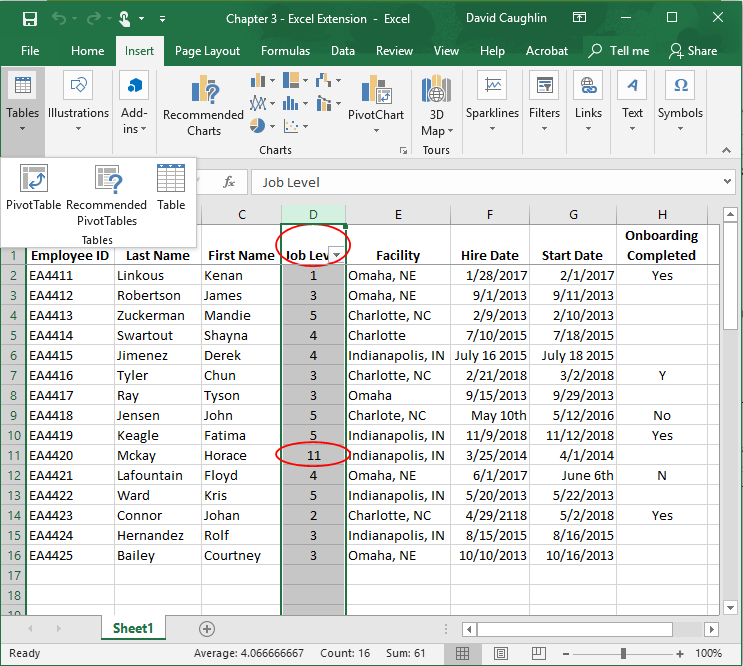 Chapter 3 - Excel Extension - Excel David Caughlin
File Home Insert Page Layout Formulas Data Review View Help Acrobat Tell me Share
Tables Illustrations Add-ins Recommended Charts PivotChart 3D Map Sparklines Filters Links Text Symbols
Charts Tours
PivotTable Recommended PivotTables Table
Tables
fx Job Level
C D E F G H
1 Employee ID Last Name First Name Job Lev Facility Hire Date Start Date Onboarding Completed
2 EA4411 Linkous Kenan 1 Omaha, NE 1/28/2017 2/1/2017 Yes
3 EA4412 Robertson James 3 Omaha, NE 9/1/2013 9/11/2013
4 EA4413 Zuckerman Mandie 5 Charlotte, NC 2/9/2013 2/10/2013
5 EA4414 Swartout Shayna 4 Charlotte 7/10/2015 7/18/2015
6 EA4415 Jimenez Derek 4 Indianapolis, IN July 16 2015 July 18 2015
7 EA4416 Tyler Chun 3 Charlotte, NC 2/21/2018 3/2/2018 Y
8 EA4417 Ray Tyson 3 Omaha 9/15/2013 9/29/2013
9 EA4418 Jensen John 5 Charlote, NC May 10th 5/12/2016 No
10 EA4419 Keagle Fatima 5 Indianapolis, IN 11/9/2018 11/12/2018 Yes
11 EA4420 Mckay Horace 11 Indianapolis, IN 3/25/2014 4/1/2014
12 EA4421 Lafountain Floyd 4 Omaha, NE 6/1/2017 June 6th N
13 EA4422 Ward Kris 5 Indianapolis, IN 5/20/2013 5/22/2013
14 EA4423 Connor Johan 2 Charlotte, NC 4/29/2118 5/2/2018 Yes
15 EA4424 Hernandez Rolf 3 Indianapolis, IN 8/15/2015 8/16/2015
16 EA4425 Bailey Courtney 3 Omaha, NE 10/10/2013 10/16/2013
17
18
Sheet1
Ready Average: 4.066666667 Count: 16 Sum: 61 100%